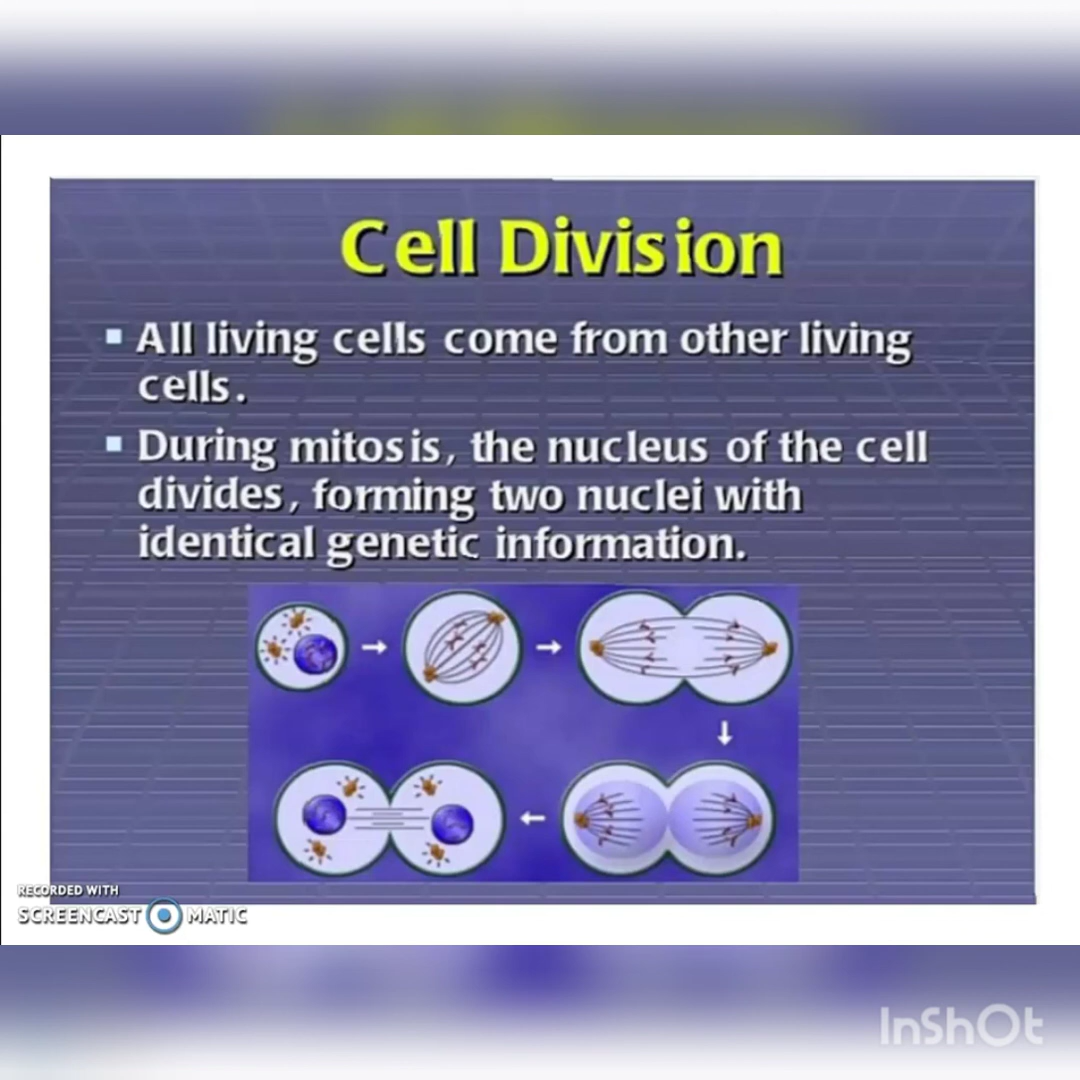 Cell Division
All living cells come from other living
cells.
During mitosis, the nucleus of the cell
divides, forming two nuclei with
identical genetic information.
RECORDED WITH
SCREENCAST MATIC
InShOt